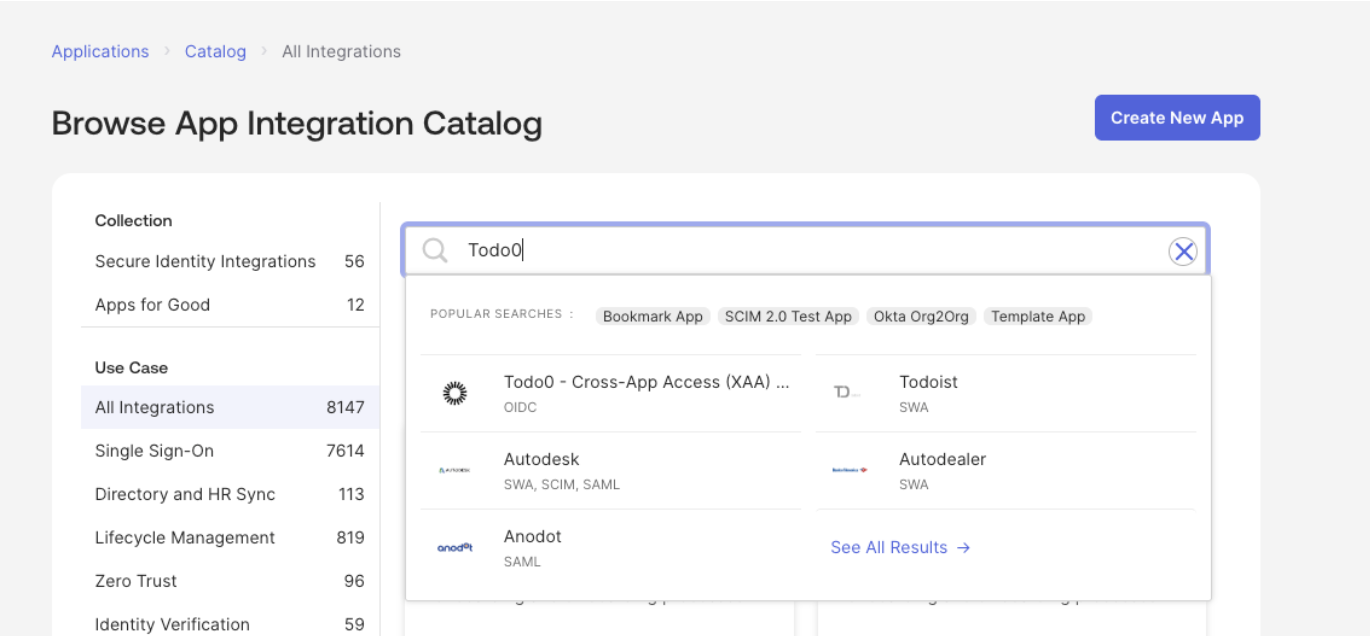 Applications > Catalog > All Integrations
Browse App Integration Catalog
Create New App
Collection
Secure Identity Integrations 56
Apps for Good 12
Use Case
All Integrations 8147
Single Sign-On 7614
Directory and HR Sync 113
Lifecycle Management 819
Zero Trust 96
Identity Verification 59
Todo0
POPULAR SEARCHES : Bookmark App SCIM 2.0 Test App Okta Org2Org Template App
Todo0 - Cross-App Access (XAA) ...
OIDC
Todoist
SWA
AUTODESK
Autodesk
SWA, SCIM, SAML
Autodealer
SWA
anodot
Anodot
SAML
See All Results →